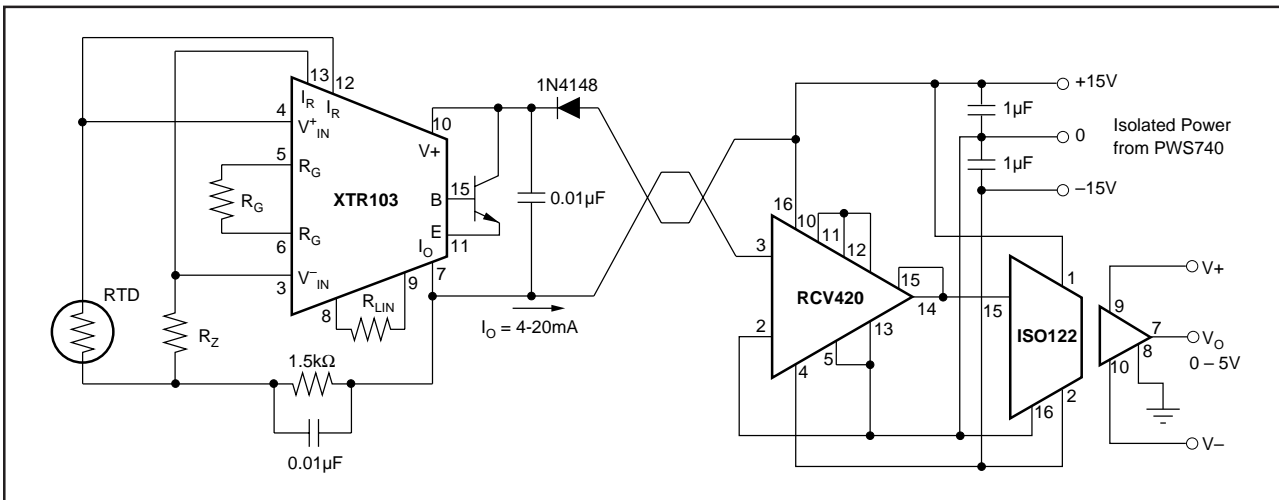 1N4148
+15V
13
12
I_R
I_R
1µF
4
V⁺_IN
10
V+
0
Isolated Power
from PWS740
5
R_G
1µF
XTR103
15
B
0.01µF
–15V
R_G
16
10
11
12
E
R_G
6
I_O
11
3
7
V⁻_IN
3
9
15
1
RTD
R_LIN
RCV420
14
15
9
V+
8
I_O = 4-20mA
2
13
ISO122
7
V_O
R_Z
5
8
0 – 5V
1.5kΩ
4
10
2
16
0.01µF
V–